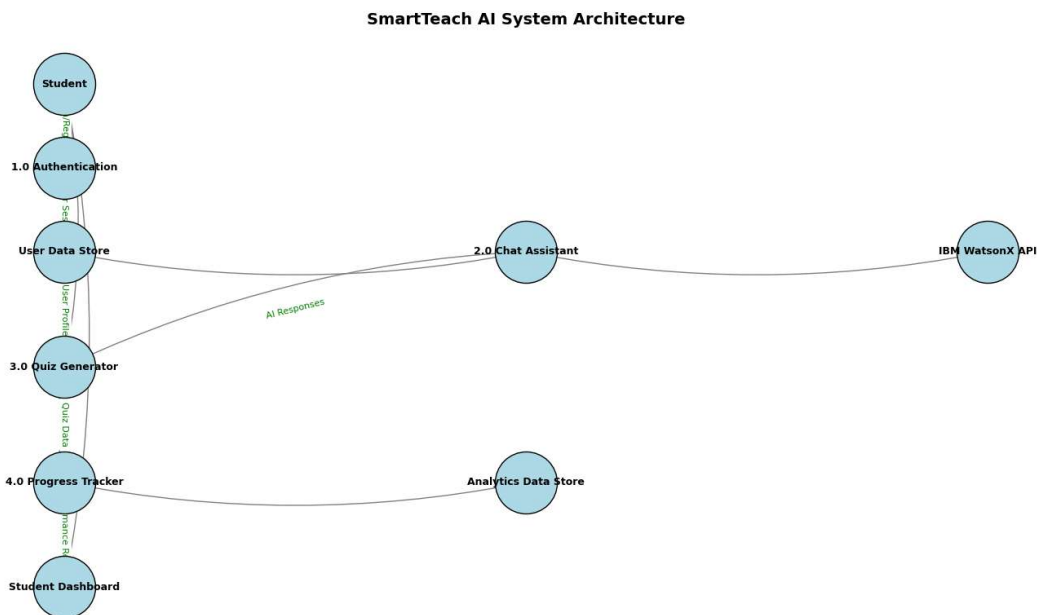 SmartTeach AI System Architecture
Student
1.0 Authentication
User Data Store
2.0 Chat Assistant
IBM WatsonX API
User Profile
AI Responses
3.0 Quiz Generator
Quiz Data
4.0 Progress Tracker
Analytics Data Store
Student Dashboard